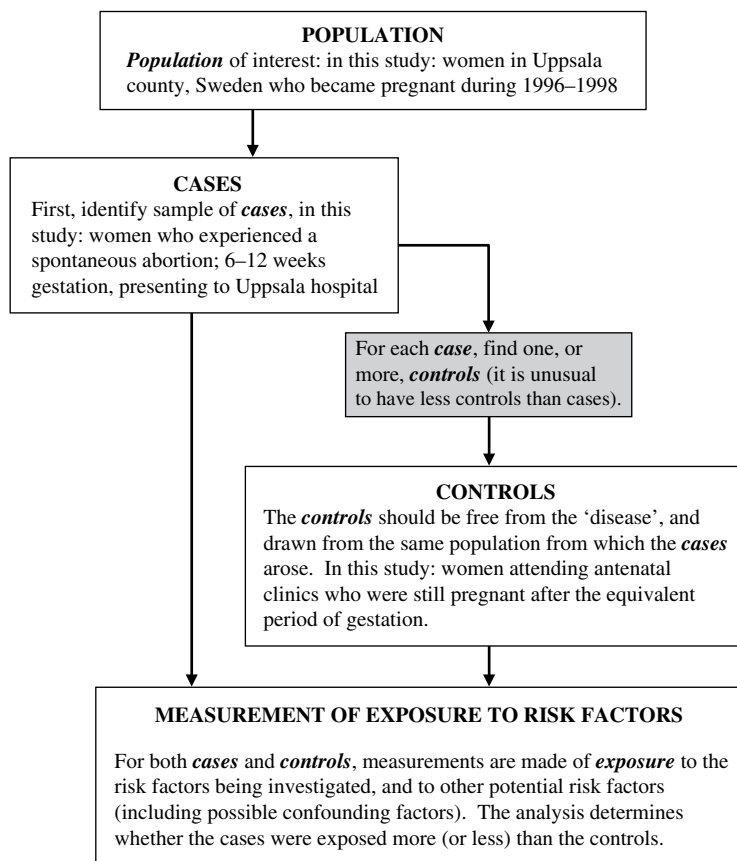 POPULATION
Population of interest: in this study: women in Uppsala
county, Sweden who became pregnant during 1996–1998
CASES
First, identify sample of cases, in this
study: women who experienced a
spontaneous abortion; 6–12 weeks
gestation, presenting to Uppsala hospital
For each case, find one, or
more, controls (it is unusual
to have less controls than cases).
CONTROLS
The controls should be free from the ‘disease’, and
drawn from the same population from which the cases
arose. In this study: women attending antenatal
clinics who were still pregnant after the equivalent
period of gestation.
MEASUREMENT OF EXPOSURE TO RISK FACTORS
For both cases and controls, measurements are made of exposure to the
risk factors being investigated, and to other potential risk factors
(including possible confounding factors). The analysis determines
whether the cases were exposed more (or less) than the controls.